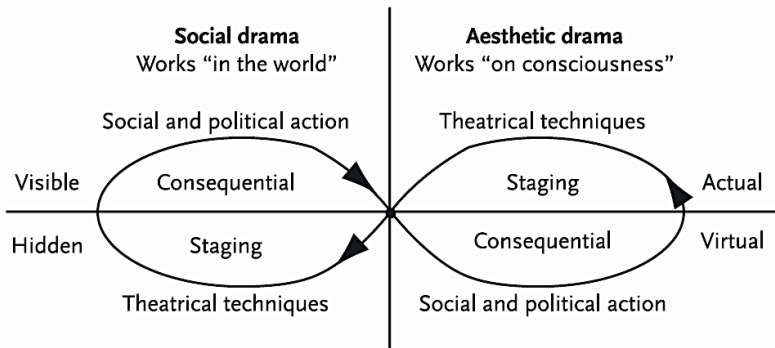 Social drama
Works “in the world”
Aesthetic drama
Works “on consciousness”
Social and political action
Theatrical techniques
Visible
Consequential
Staging
Actual
Hidden
Staging
Consequential
Virtual
Theatrical techniques
Social and political action